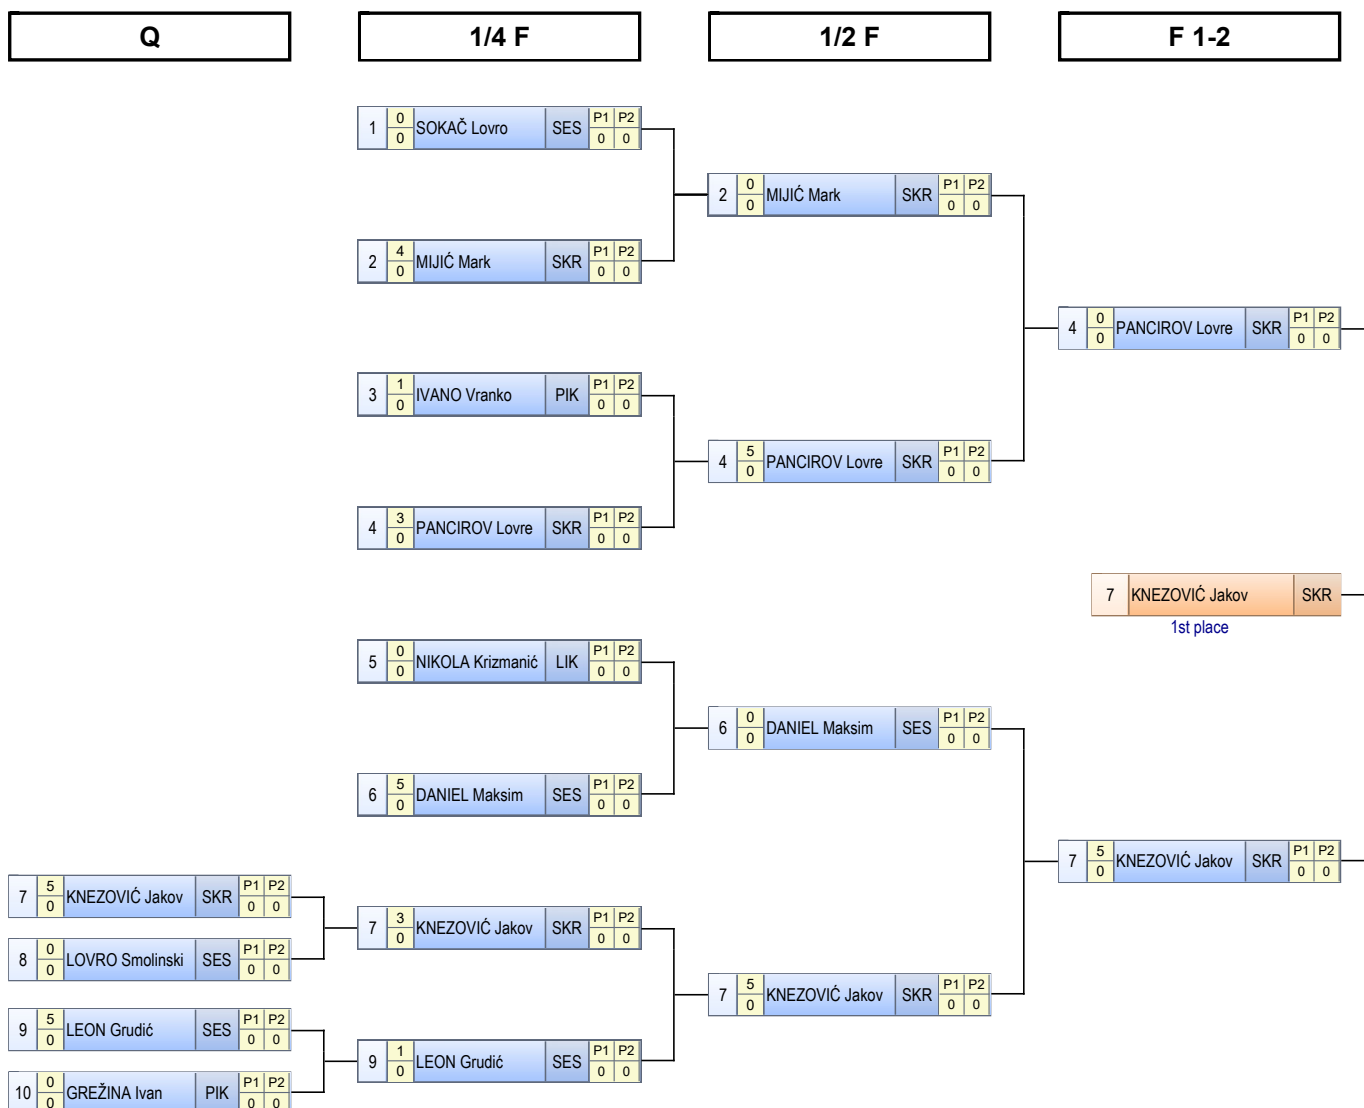 Q 1/4 F 1/2 F F 1-2
1 0 0 SOKAČ Lovro SES P1 P2 0 0
2 0 0 MIJIĆ Mark SKR P1 P2 0 0
2 4 0 MIJIĆ Mark SKR P1 P2 0 0
4 0 0 PANCIROV Lovre SKR P1 P2 0 0
3 1 0 IVANO Vranko PIK P1 P2 0 0
4 5 0 PANCIROV Lovre SKR P1 P2 0 0
4 3 0 PANCIROV Lovre SKR P1 P2 0 0
7 KNEZOVIĆ Jakov SKR
1st place
5 0 0 NIKOLA Krizmanić LIK P1 P2 0 0
6 0 0 DANIEL Maksim SES P1 P2 0 0
6 5 0 DANIEL Maksim SES P1 P2 0 0
7 5 0 KNEZOVIĆ Jakov SKR P1 P2 0 0
7 5 0 KNEZOVIĆ Jakov SKR P1 P2 0 0
7 3 0 KNEZOVIĆ Jakov SKR P1 P2 0 0
8 0 0 LOVRO Smolinski SES P1 P2 0 0
7 5 0 KNEZOVIĆ Jakov SKR P1 P2 0 0
9 5 0 LEON Grudić SES P1 P2 0 0
9 1 0 LEON Grudić SES P1 P2 0 0
10 0 0 GREŽINA Ivan PIK P1 P2 0 0